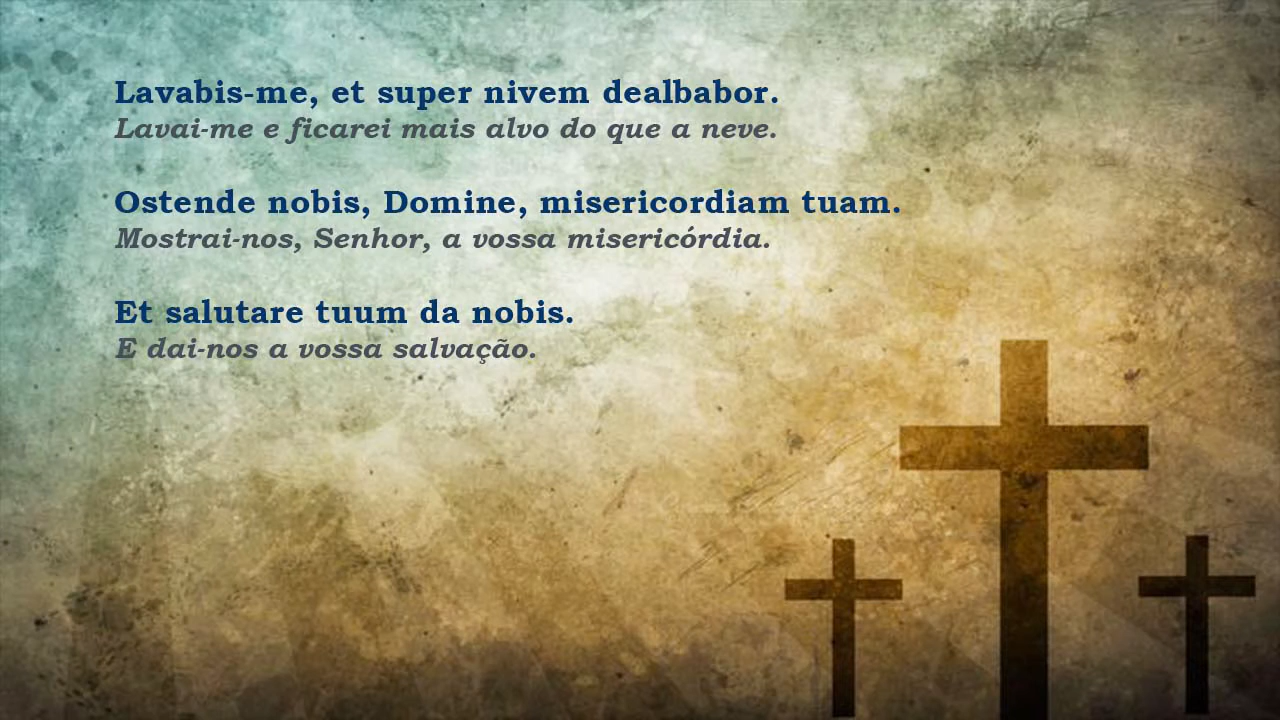 Lavabis-me, et super nivem dealbabor.
Lavai-me e ficarei mais alvo do que a neve.
Ostende nobis, Domine, misericordiam tuam.
Mostrai-nos, Senhor, a vossa misericórdia.
Et salutare tuum da nobis.
E dai-nos a vossa salvação.